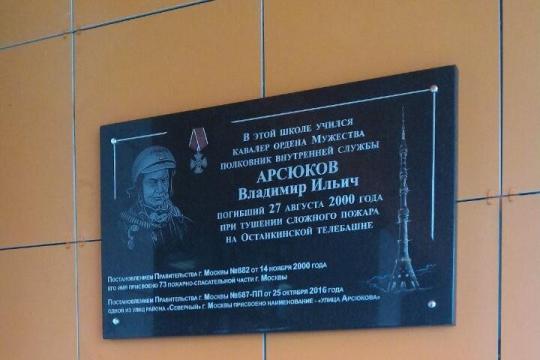 В этой школе учился
кавалер ордена Мужества
полковник внутренней службы
АРСЮКОВ
Владимир Ильич
погибший 27 августа 2000 года
при тушении сложного пожара
на Останкинской телебашне
Постановлением Правительства г. Москвы №882 от 14 ноября 2000 года
его имя присвоено 73 пожарно-спасательной части г. Москвы
Постановлением Правительства г. Москвы №687-ПП от 25 октября 2016 года
одной из улиц района «Северный» г. Москвы присвоено наименование - «улица Арсюкова»